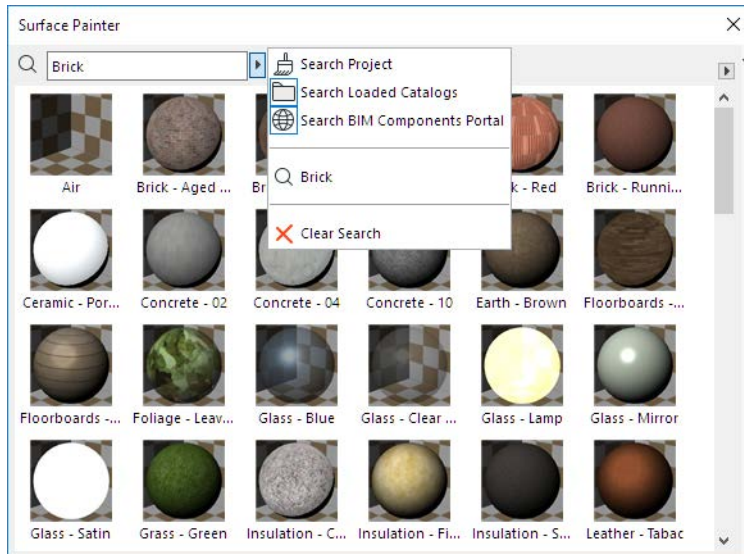 Surface Painter
Brick
Search Project
Search Loaded Catalogs
Search BIM Components Portal
Brick
Clear Search
Air
Brick - Aged ...
Br
k - Red
Brick - Runni...
Ceramic - Por...
Concrete - 02
Concrete - 04
Concrete - 10
Earth - Brown
Floorboards -...
Floorboards -...
Foliage - Leav...
Glass - Blue
Glass - Clear ...
Glass - Lamp
Glass - Mirror
Glass - Satin
Grass - Green
Insulation - C...
Insulation - Fi...
Insulation - S...
Leather - Tabac